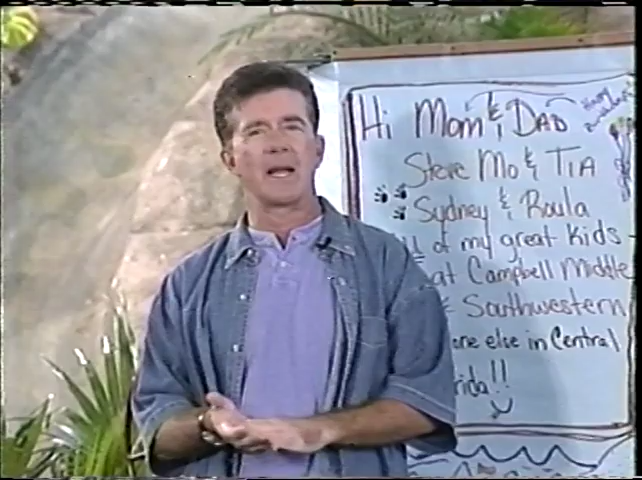 Hi Mom & Dad
Steve Mo & Tia
Sydney & Roula
of my great kids
at Campbell Middle
Southwestern
one else in Central
rida!!